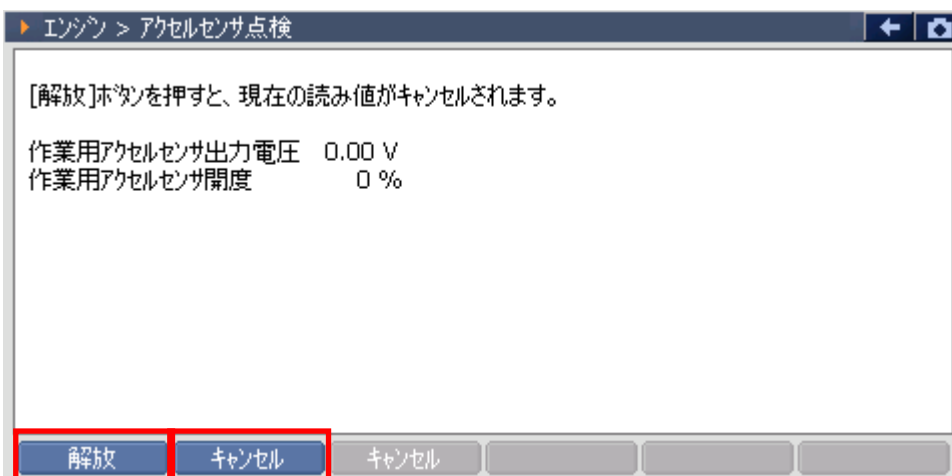 エンジン > アクセルセンサ点検
[解放]ボタンを押すと、現在の読み値がキャンセルされます。
作業用アクセルセンサ出力電圧 0.00 V
作業用アクセルセンサ開度 0 %
解放 キャンセル キャンセル